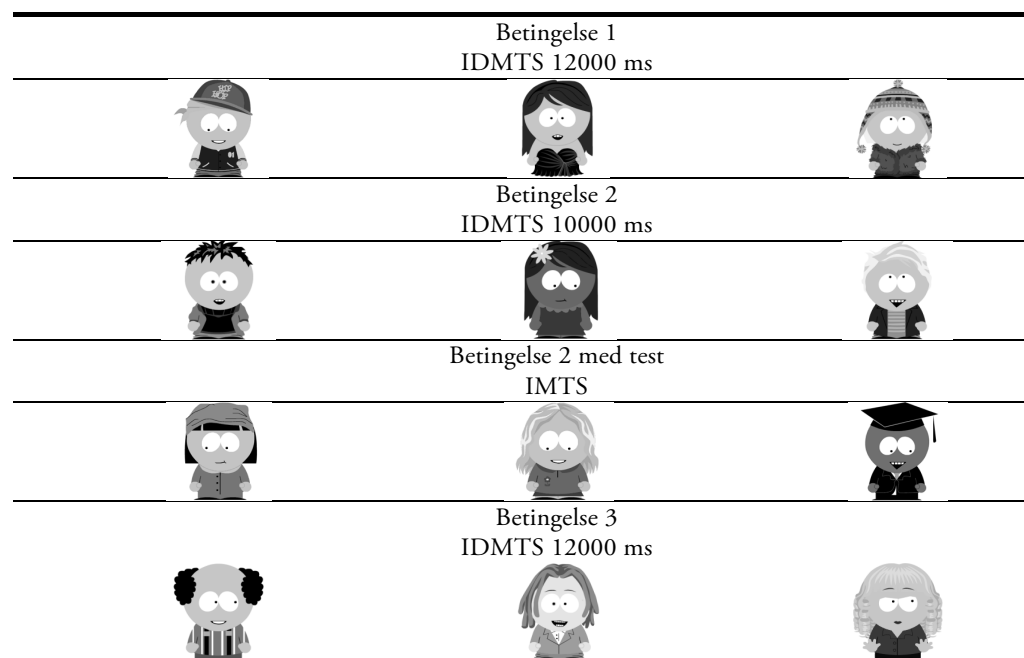 Betingelse 1
IDMTS 12000 ms
Betingelse 2
IDMTS 10000 ms
Betingelse 2 med test
IMTS
Betingelse 3
IDMTS 12000 ms